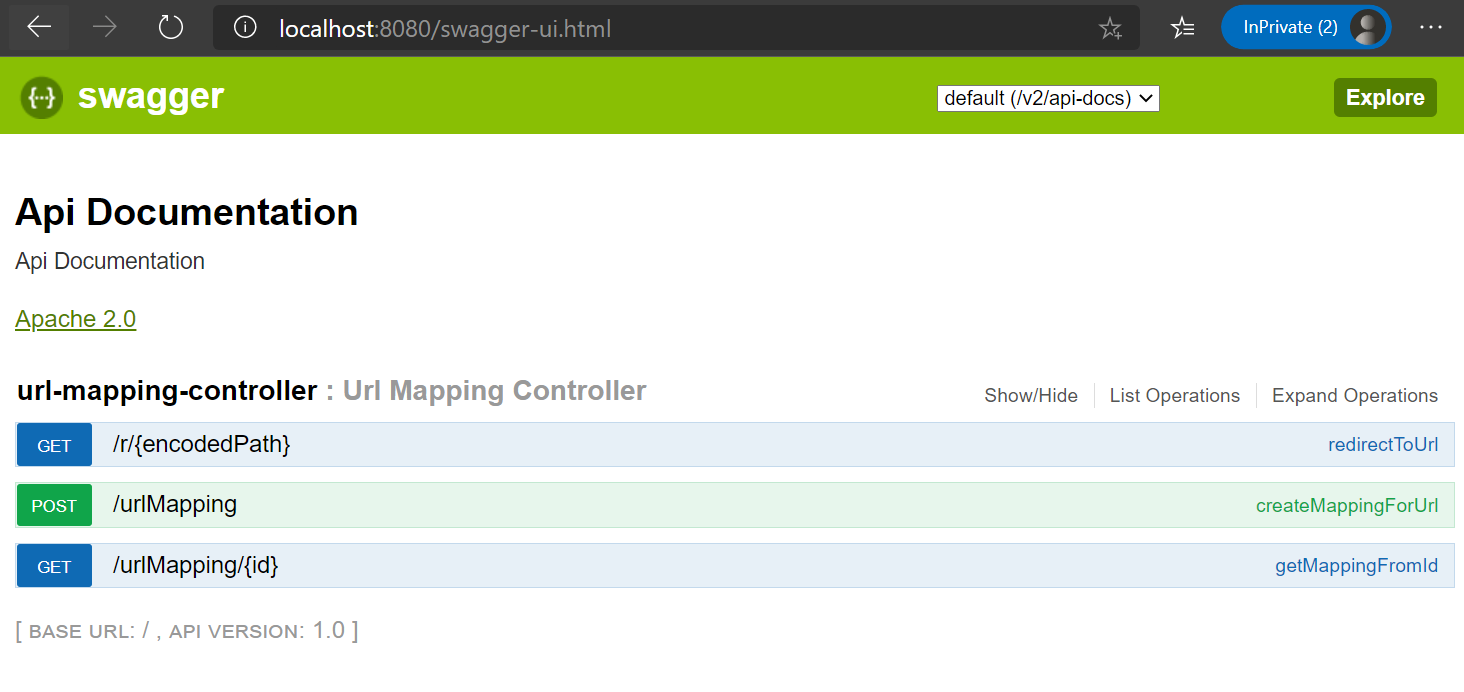 localhost:8080/swagger-ui.html InPrivate (2)
{...} swagger default (/v2/api-docs) Explore
Api Documentation
Api Documentation
Apache 2.0
url-mapping-controller : Url Mapping Controller Show/Hide List Operations Expand Operations
GET /r/{encodedPath} redirectToUrl
POST /urlMapping createMappingForUrl
GET /urlMapping/{id} getMappingFromId
[ BASE URL: / , API VERSION: 1.0 ]